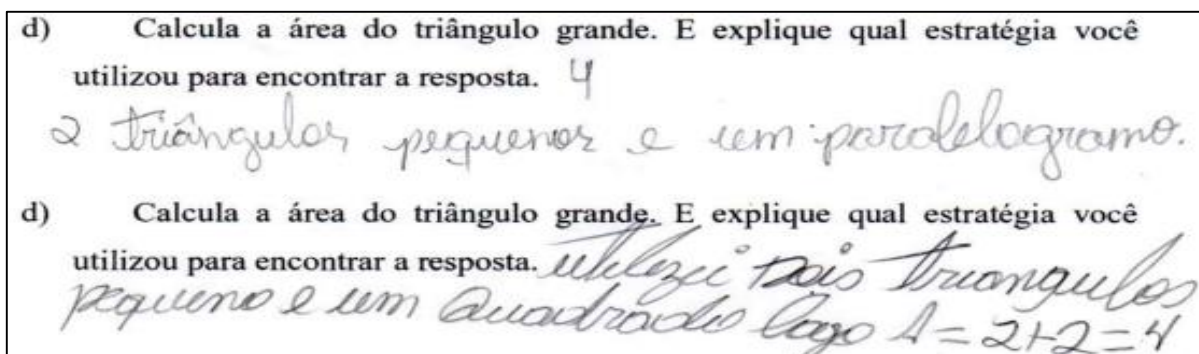 d) Calcula a área do triângulo grande. E explique qual estratégia você
utilizou para encontrar a resposta. 4
2 triângulos pequenos e um paralelogramo.
d) Calcula a área do triângulo grande. E explique qual estratégia você
utilizou para encontrar a resposta. utilizei Dois triangulos
pequeno e um Quadrado logo A = 2+2=4